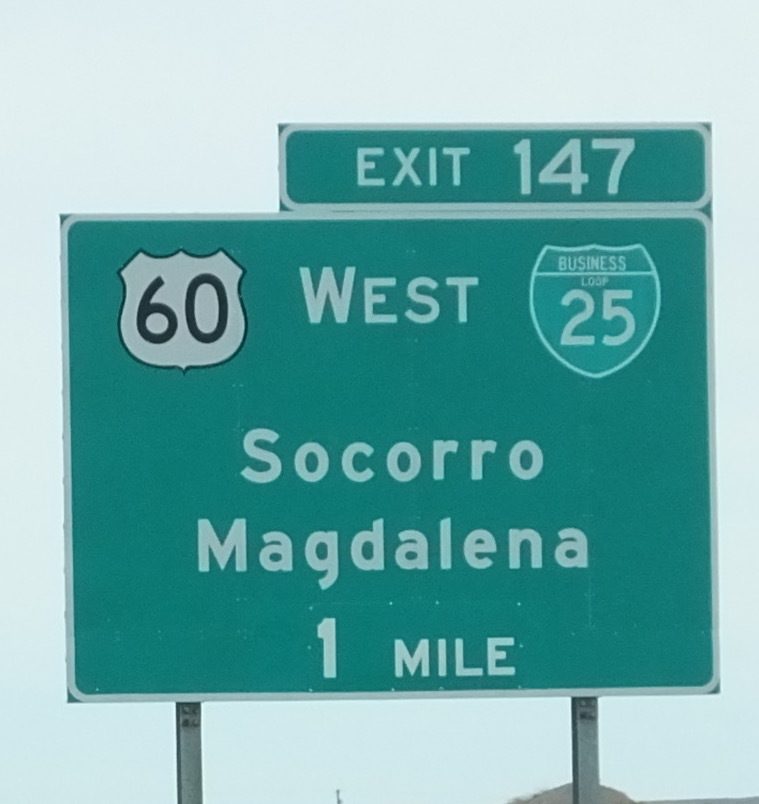 EXIT 147
60 WEST BUSINESS LOOP 25
Socorro
Magdalena
1 MILE